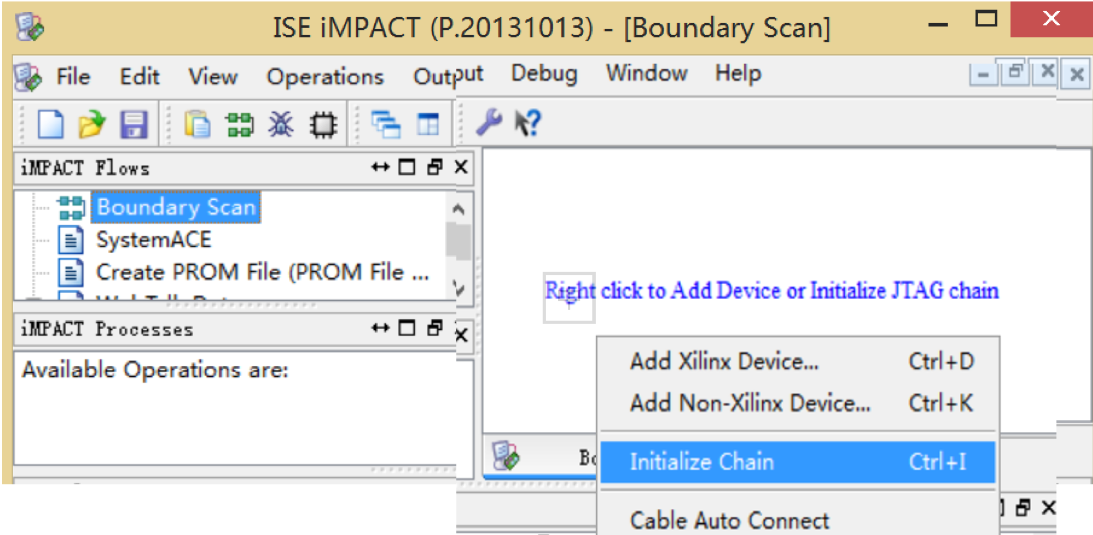 ISE iMPACT (P.20131013) - [Boundary Scan]
File Edit View Operations Output Debug Window Help
iMPACT Flows
Boundary Scan
SystemACE
Create PROM File (PROM File ...
Right click to Add Device or Initialize JTAG chain
iMPACT Processes
Available Operations are:
Add Xilinx Device... Ctrl+D
Add Non-Xilinx Device... Ctrl+K
Initialize Chain Ctrl+I
Cable Auto Connect